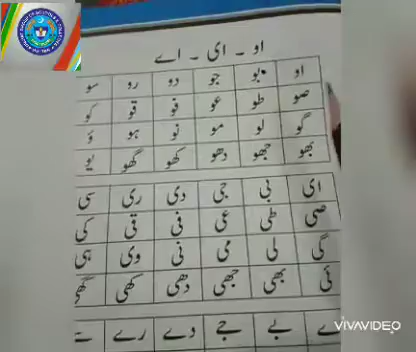 او - ای - اے
او بو جو دو رو سو
صو طو عو فو قو کو
گو لو مو نو ہو ؤ
بھو جھو دھو کھو گھو یو
ای بی جی دی ری سی
صی طی عی فی قی کی
گی لی می نی وی ہی
ئی بھی جھی دھی کھی گھی
اے بے جے دے رے سے
VIVAVIDEO